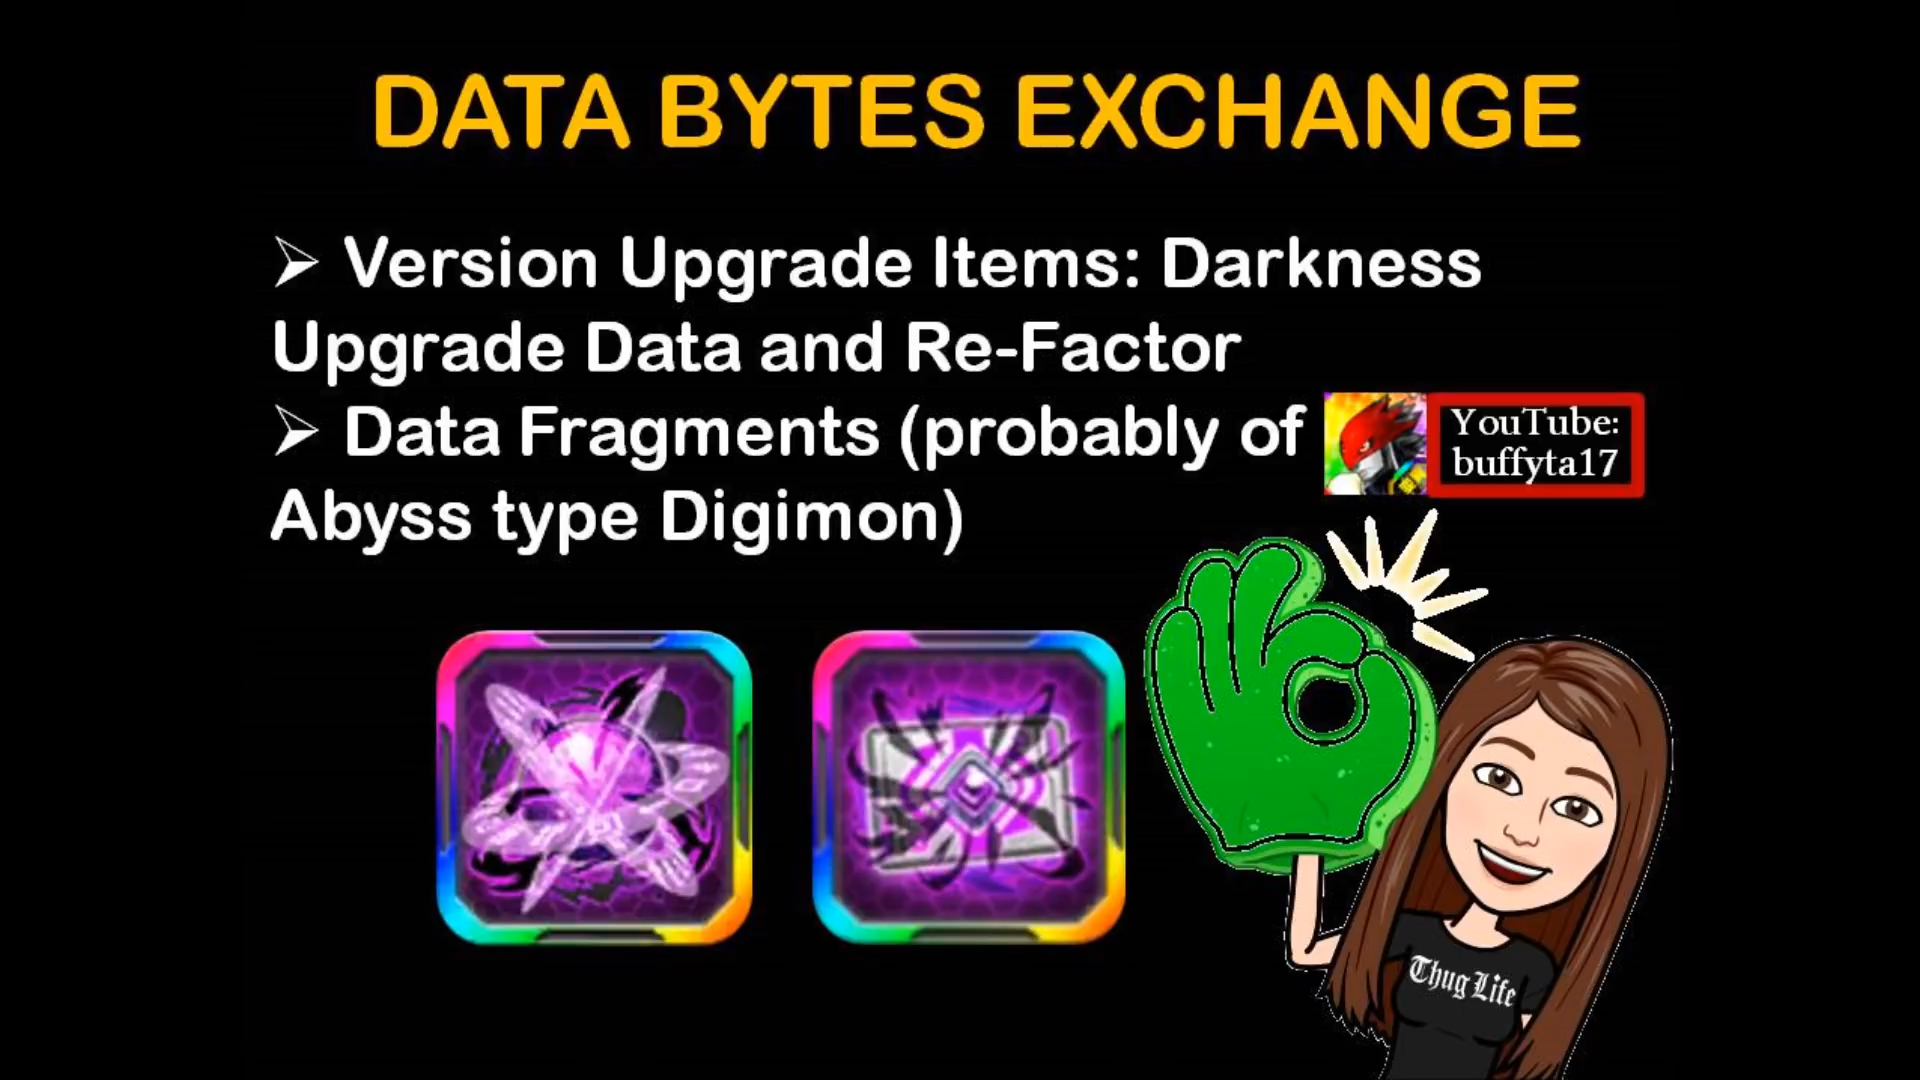 DATA BYTES EXCHANGE
➢ Version Upgrade Items: Darkness
Upgrade Data and Re-Factor
➢ Data Fragments (probably of
Abyss type Digimon)
YouTube:
buffyta17
Thug Life